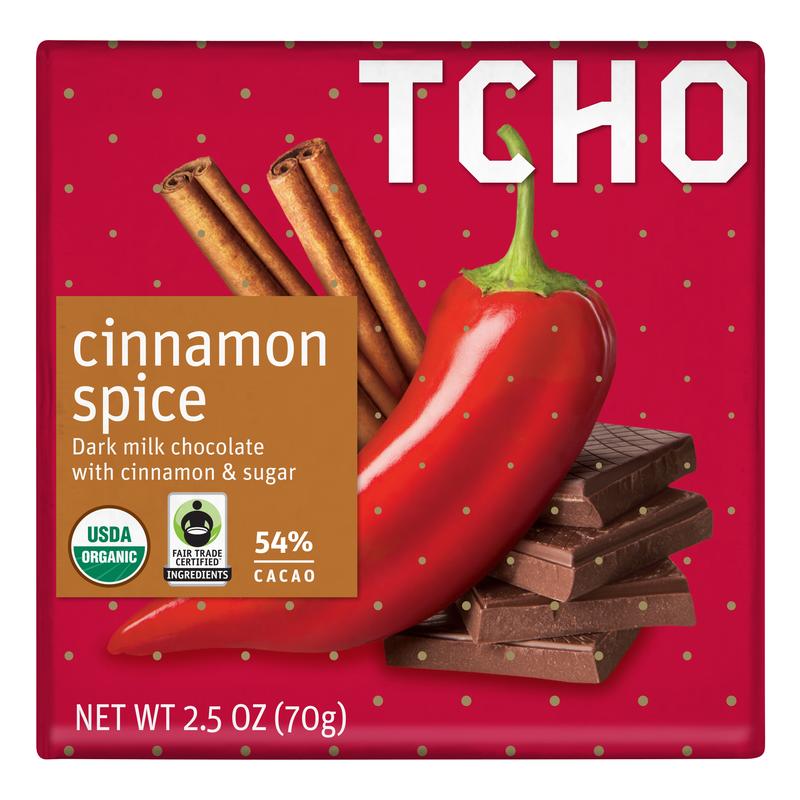 TCHO
cinnamon
spice
Dark milk chocolate
with cinnamon & sugar
USDA
ORGANIC
FAIR TRADE
CERTIFIED™
INGREDIENTS
54%
CACAO
NET WT 2.5 OZ (70g)